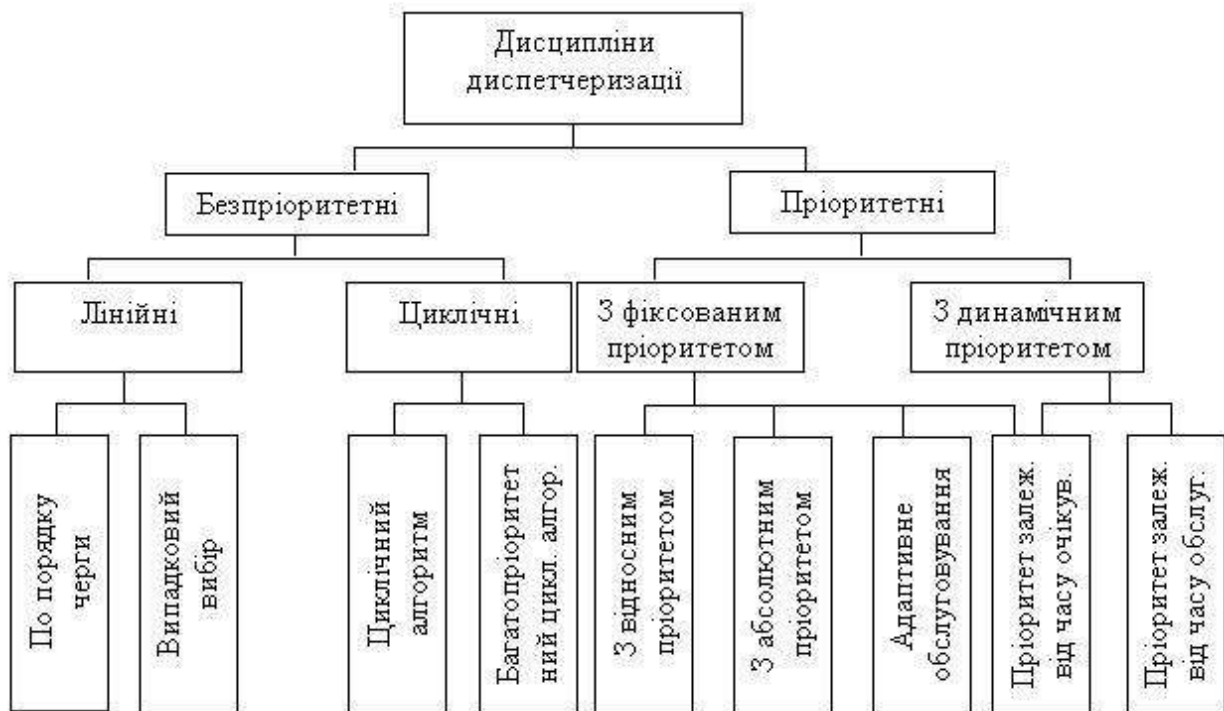 Дисципліни
диспетчеризації
Безпріоритетні
Пріоритетні
Лінійні
Циклічні
З фіксованим
пріоритетом
З динамічним
пріоритетом
По порядку
черги
Випадковий
вибір
Циклічний
алгоритм
Багатопріоритет
ний цикл. алгор.
З відносним
пріоритетом
З абсолютним
пріоритетом
Адаптивне
обслуговування
Пріоритет залеж.
від часу очікув.
Пріоритет залеж.
від часу обслуг.